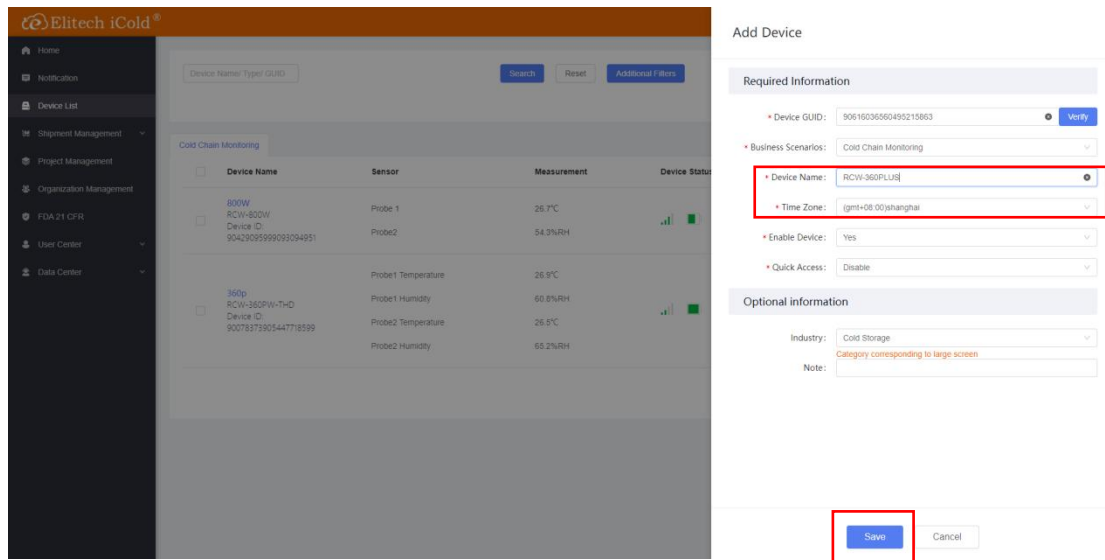 Elitech iCold®
Home
Notification
Device List
Shipment Management
Project Management
Organization Management
FDA 21 CFR
User Center
Data Center
Device Name/ Type/ GUID
Search
Reset
Additional Filters
Cold Chain Monitoring
Device Name
Sensor
Measurement
Device Status
800W
RCW-800W
Device ID:
90429095999093094951
Probe 1
26.7°C
Probe2
54.3%RH
360p
RCW-360PW-THD
Device ID:
90078373905447718599
Probe1 Temperature
26.9°C
Probe1 Humidity
60.8%RH
Probe2 Temperature
26.5°C
Probe2 Humidity
55.2%RH
Add Device
Required Information
* Device GUID: 90616036560495215863 Verify
* Business Scenarios: Cold Chain Monitoring
* Device Name: RCW-360PLUS
* Time Zone: (gmt+08:00)shanghai
* Enable Device: Yes
* Quick Access: Disable
Optional information
Industry: Cold Storage
Category corresponding to large screen
Note:
Save
Cancel